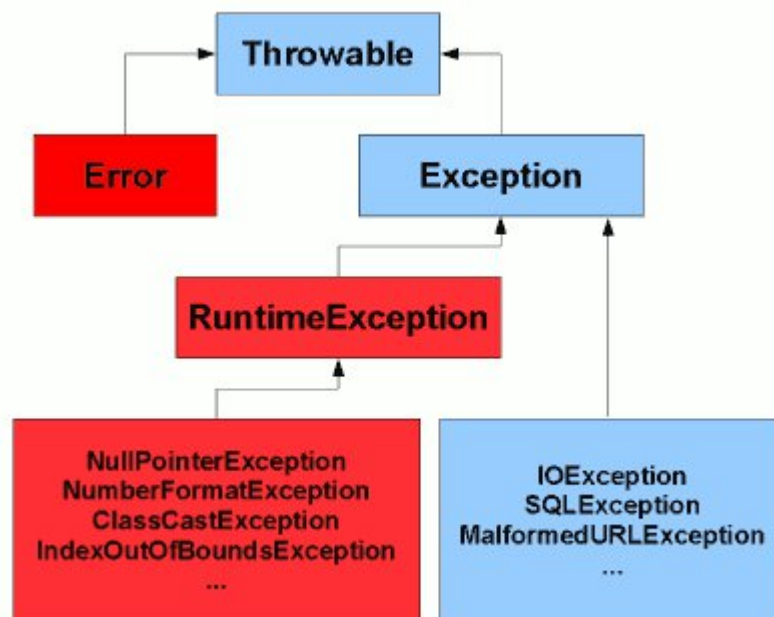 Throwable
Error
Exception
RuntimeException
NullPointerException
NumberFormatException
ClassCastException
IndexOutOfBoundsException
...
IOException
SQLException
MalformedURLException
...